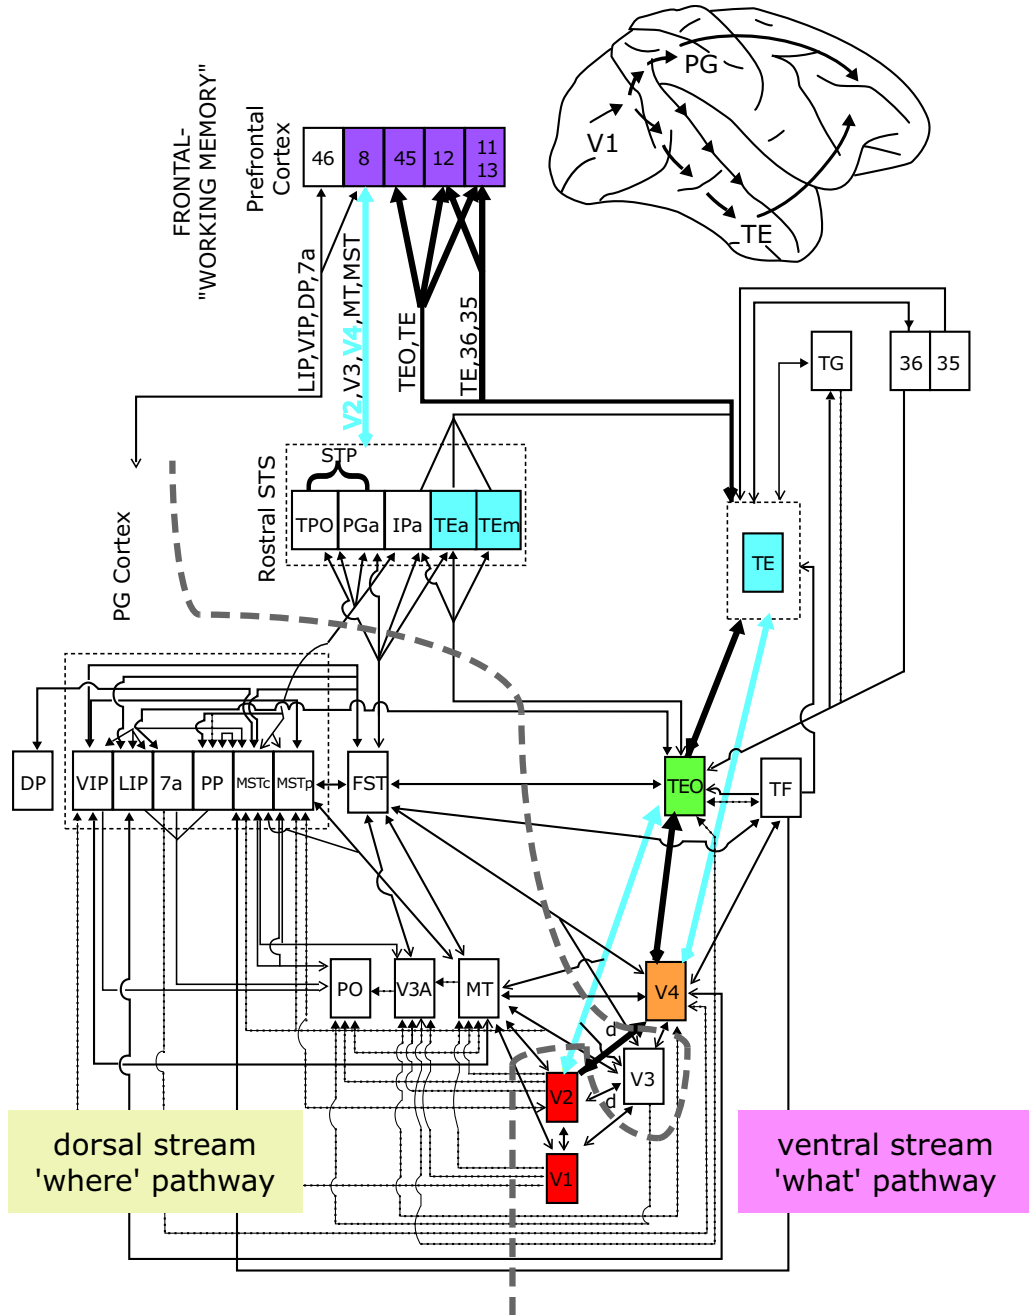 PG
V1
TE
FRONTAL-
"WORKING MEMORY"
Prefrontal
Cortex
46
8
45
12
11
13
LIP,VIP,DP,7a
V2,V3,V4,MT,MST
TEO,TE
TE,36,35
TG
36
35
Rostral STS
STP
TPO
PGa
IPa
TEa
TEm
TE
PG Cortex
DP
VIP
LIP
7a
PP
MSTc
MSTp
FST
TEO
TF
PO
V3A
MT
V4
d
V3
V2
d
V1
dorsal stream
'where' pathway
ventral stream
'what' pathway